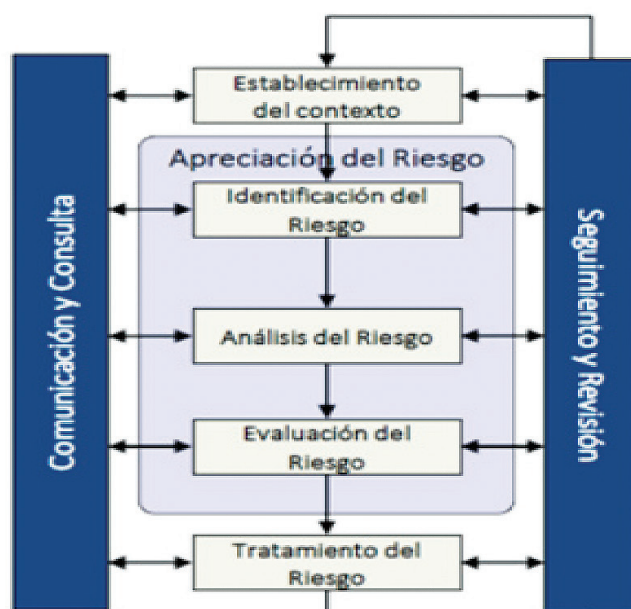 Comunicación y Consulta
Establecimiento
del contexto
Apreciación del Riesgo
Identificación del
Riesgo
Análisis del Riesgo
Evaluación del
Riesgo
Tratamiento del
Riesgo
Seguimiento y Revisión